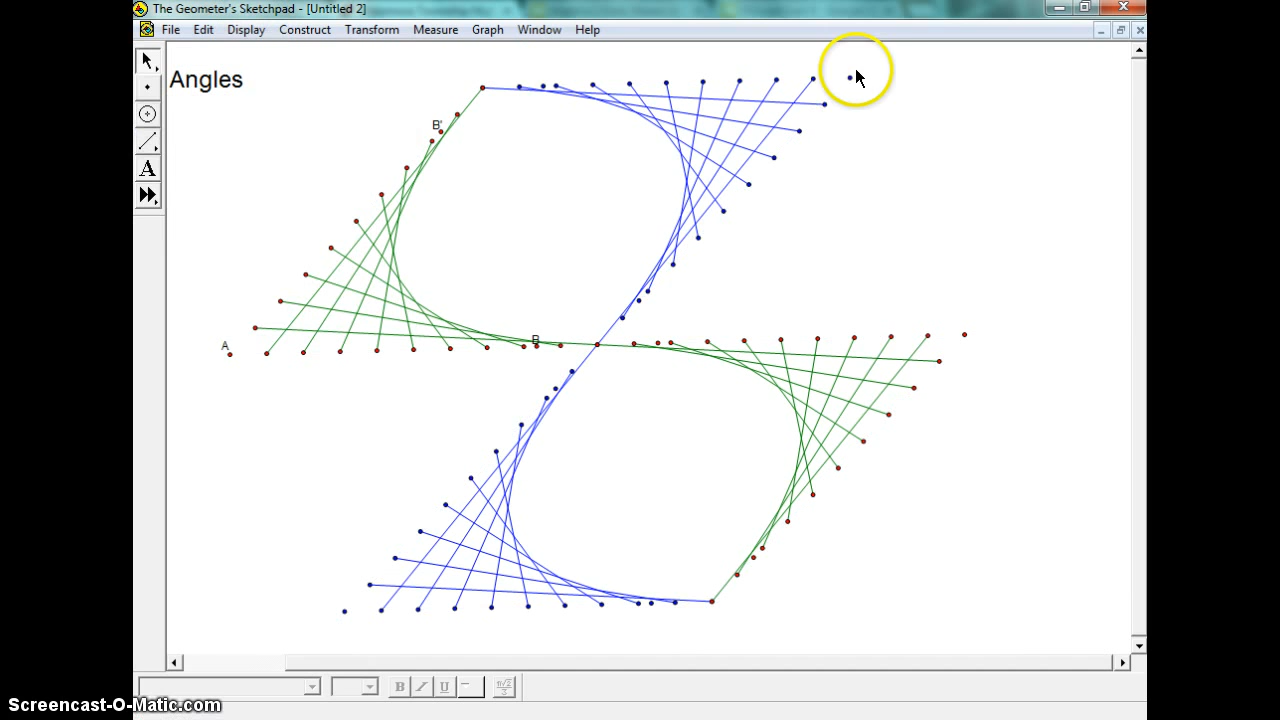 The Geometer's Sketchpad - [Untitled 2]
File Edit Display Construct Transform Measure Graph Window Help
Angles
B'
A
B
A
B I U
Screencast-O-Matic.com